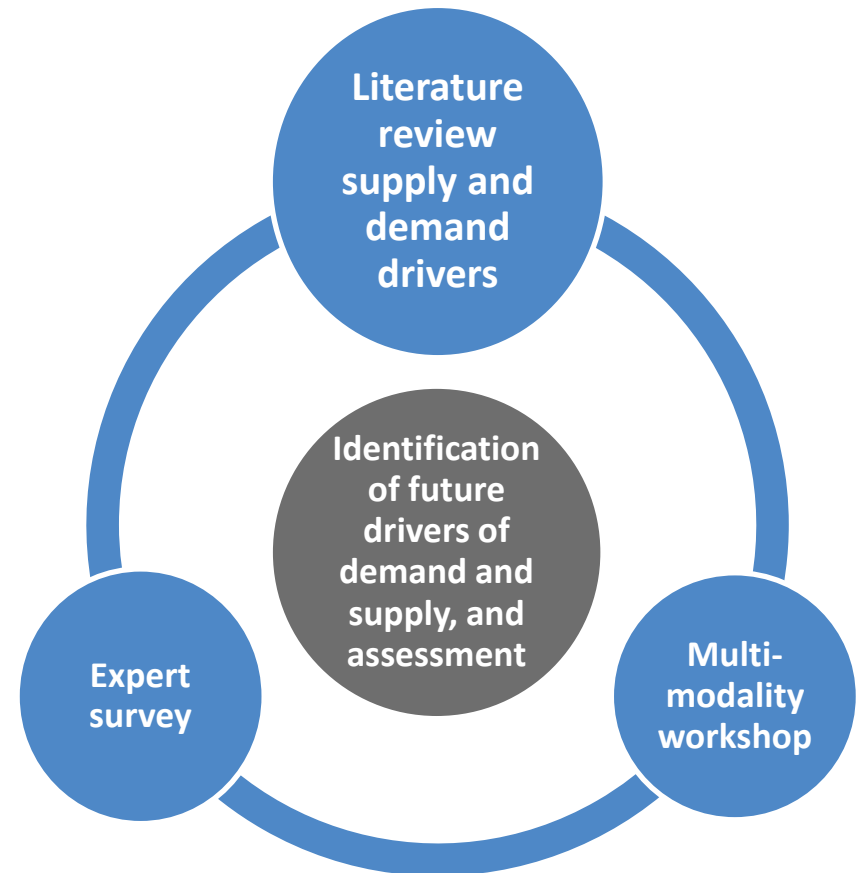 Literature
review
supply and
demand
drivers
Identification
of future
drivers of
demand and
supply, and
assessment
Expert
survey
Multi-
modality
workshop